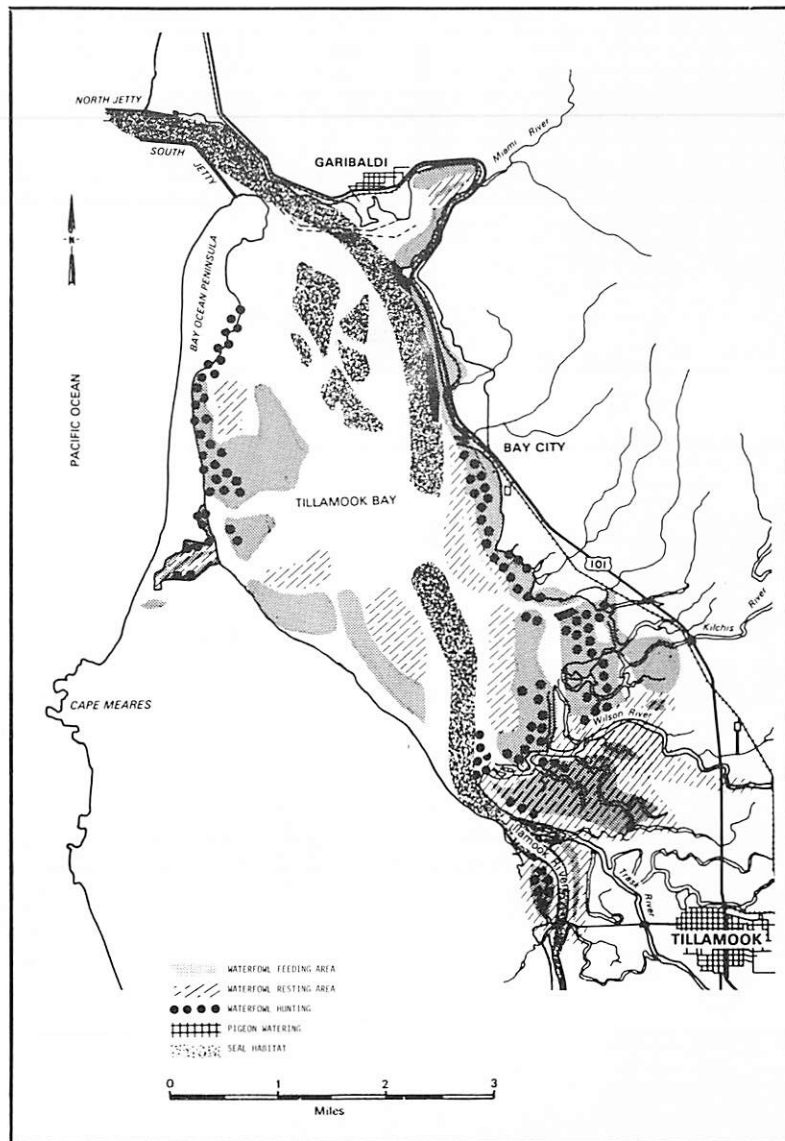 NORTH JETTY
SOUTH JETTY
GARIBALDI
Miami River
N
BAY OCEAN PENINSULA
PACIFIC OCEAN
BAY CITY
TILLAMOOK BAY
101
Kilchis River
CAPE MEARES
Wilson River
Tillamook River
Trask River
TILLAMOOK
WATERFOWL FEEDING AREA
WATERFOWL RESTING AREA
WATERFOWL HUNTING
PIGEON WATERING
SEAL HABITAT
0 1 2 3
Miles